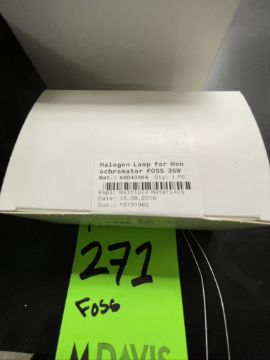 Halogen Lamp for Mon
ochromator FOSS 35W
Mat.: 60043564 Qty: 1 PC
Repl: Multiple Materials
Date: 15.08.2016
Doc.: 10731962
271
FOSS
M DAVIS